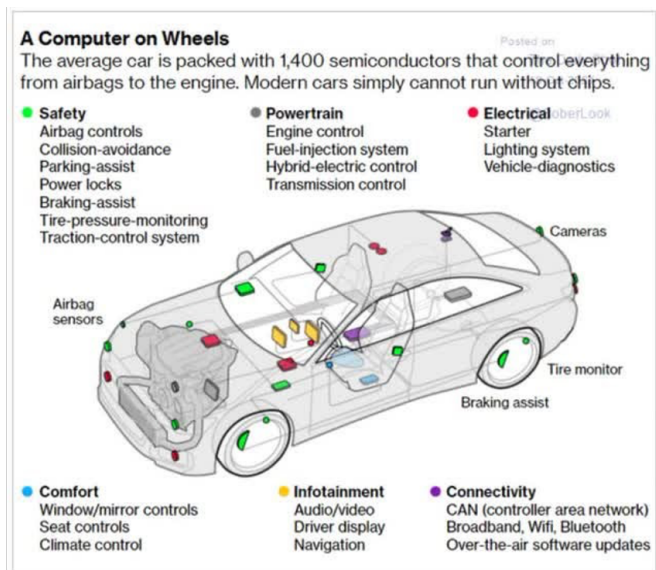 A Computer on Wheels
Posted on
The average car is packed with 1,400 semiconductors that control everything
from airbags to the engine. Modern cars simply cannot run without chips.
Safety
Airbag controls
Collision-avoidance
Parking-assist
Power locks
Braking-assist
Tire-pressure-monitoring
Traction-control system
Powertrain
Engine control
Fuel-injection system
Hybrid-electric control
Transmission control
Electrical
Starter
Lighting system
Vehicle-diagnostics
Cameras
Airbag
sensors
Tire monitor
Braking assist
Comfort
Window/mirror controls
Seat controls
Climate control
Infotainment
Audio/video
Driver display
Navigation
Connectivity
CAN (controller area network)
Broadband, Wifi, Bluetooth
Over-the-air software updates